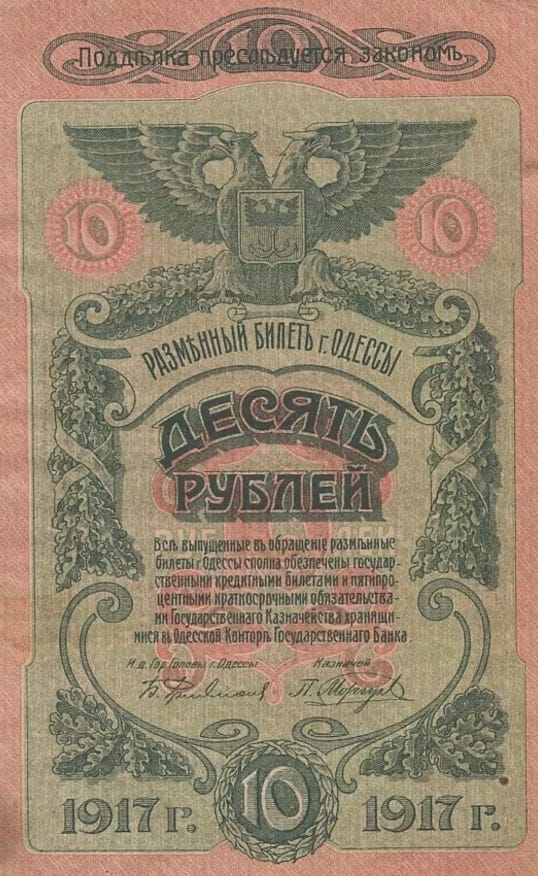 Поддѣлка преслѣдуется закономъ
10 10
РАЗМѢННЫЙ БИЛЕТЪ г. ОДЕССЫ
ДЕСЯТЬ
РУБЛЕЙ
Всѣ выпущенные въ обращенiе размѣнные
билеты г. Одессы сполна обезпечены государ-
ственными кредитными билетами и пятипро-
центными краткосрочными обязательства-
ми Государственнаго Казначейства хранящи-
мися въ Одесской Конторѣ Государственнаго Банка.
И.д. Гор. Головы г. Одессы Казначей
10
1917 г. 1917 г.